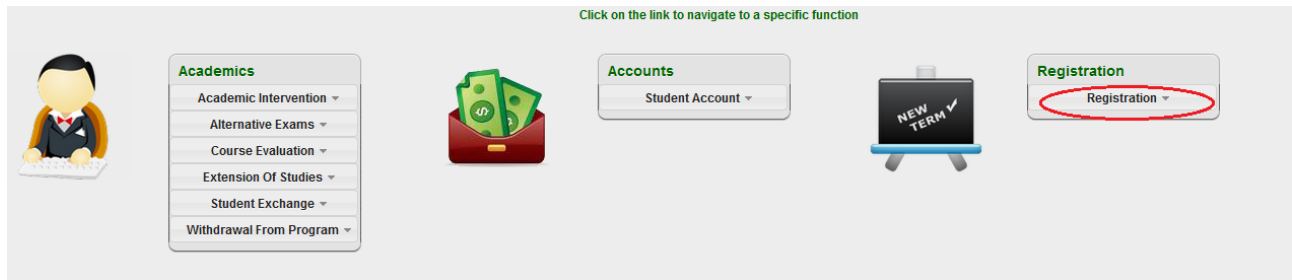 Click on the link to navigate to a specific function
Academics
Academic Intervention
Alternative Exams
Course Evaluation
Extension Of Studies
Student Exchange
Withdrawal From Program
Accounts
Student Account
NEW
TERM
Registration
Registration